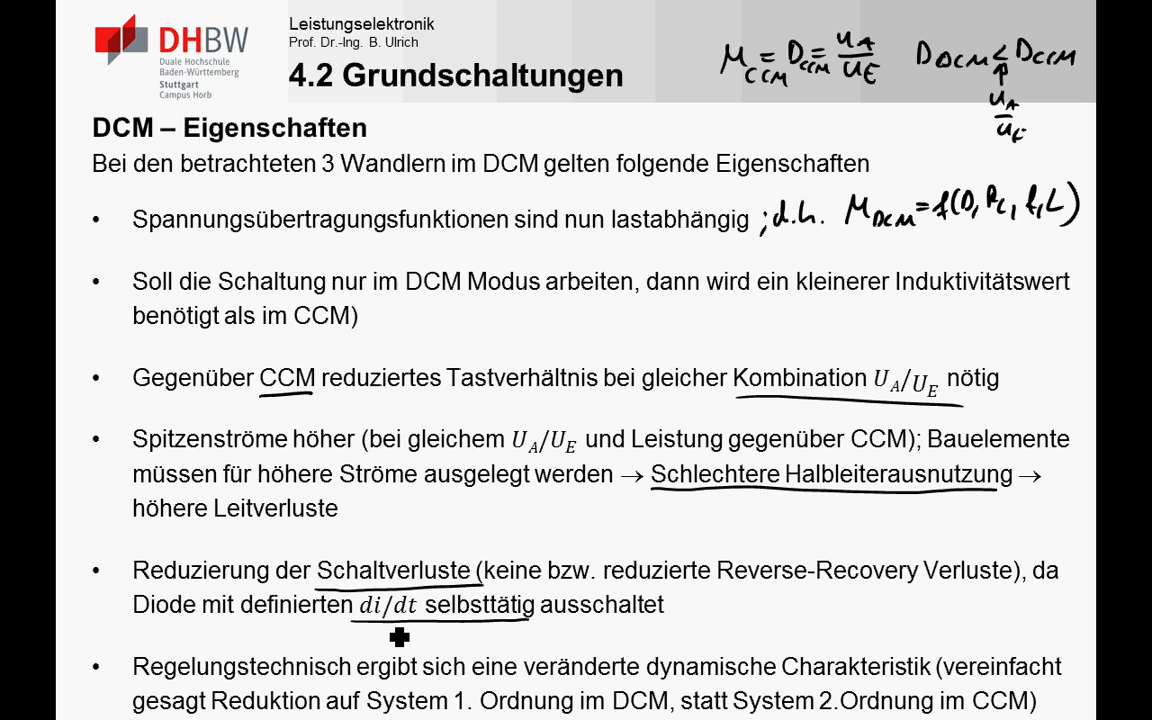 DHBW
Duale Hochschule
Baden-Württemberg
Stuttgart
Campus Horb
Leistungselektronik
Prof. Dr.-Ing. B. Ulrich
4.2 Grundschaltungen
M_CCM = D_CCM = u_A/u_E
D_DCM < D_CCM
u_A/u_E
DCM – Eigenschaften
Bei den betrachteten 3 Wandlern im DCM gelten folgende Eigenschaften
• Spannungsübertragungsfunktionen sind nun lastabhängig ; d.h. M_DCM = f(D, R_L, f, L)
• Soll die Schaltung nur im DCM Modus arbeiten, dann wird ein kleinerer Induktivitätswert
benötigt als im CCM)
• Gegenüber CCM reduziertes Tastverhältnis bei gleicher Kombination U_A/U_E nötig
• Spitzenströme höher (bei gleichem U_A/U_E und Leistung gegenüber CCM); Bauelemente
müssen für höhere Ströme ausgelegt werden → Schlechtere Halbleiterausnutzung →
höhere Leitverluste
• Reduzierung der Schaltverluste (keine bzw. reduzierte Reverse-Recovery Verluste), da
Diode mit definierten di/dt selbsttätig ausschaltet
• Regelungstechnisch ergibt sich eine veränderte dynamische Charakteristik (vereinfacht
gesagt Reduktion auf System 1. Ordnung im DCM, statt System 2.Ordnung im CCM)